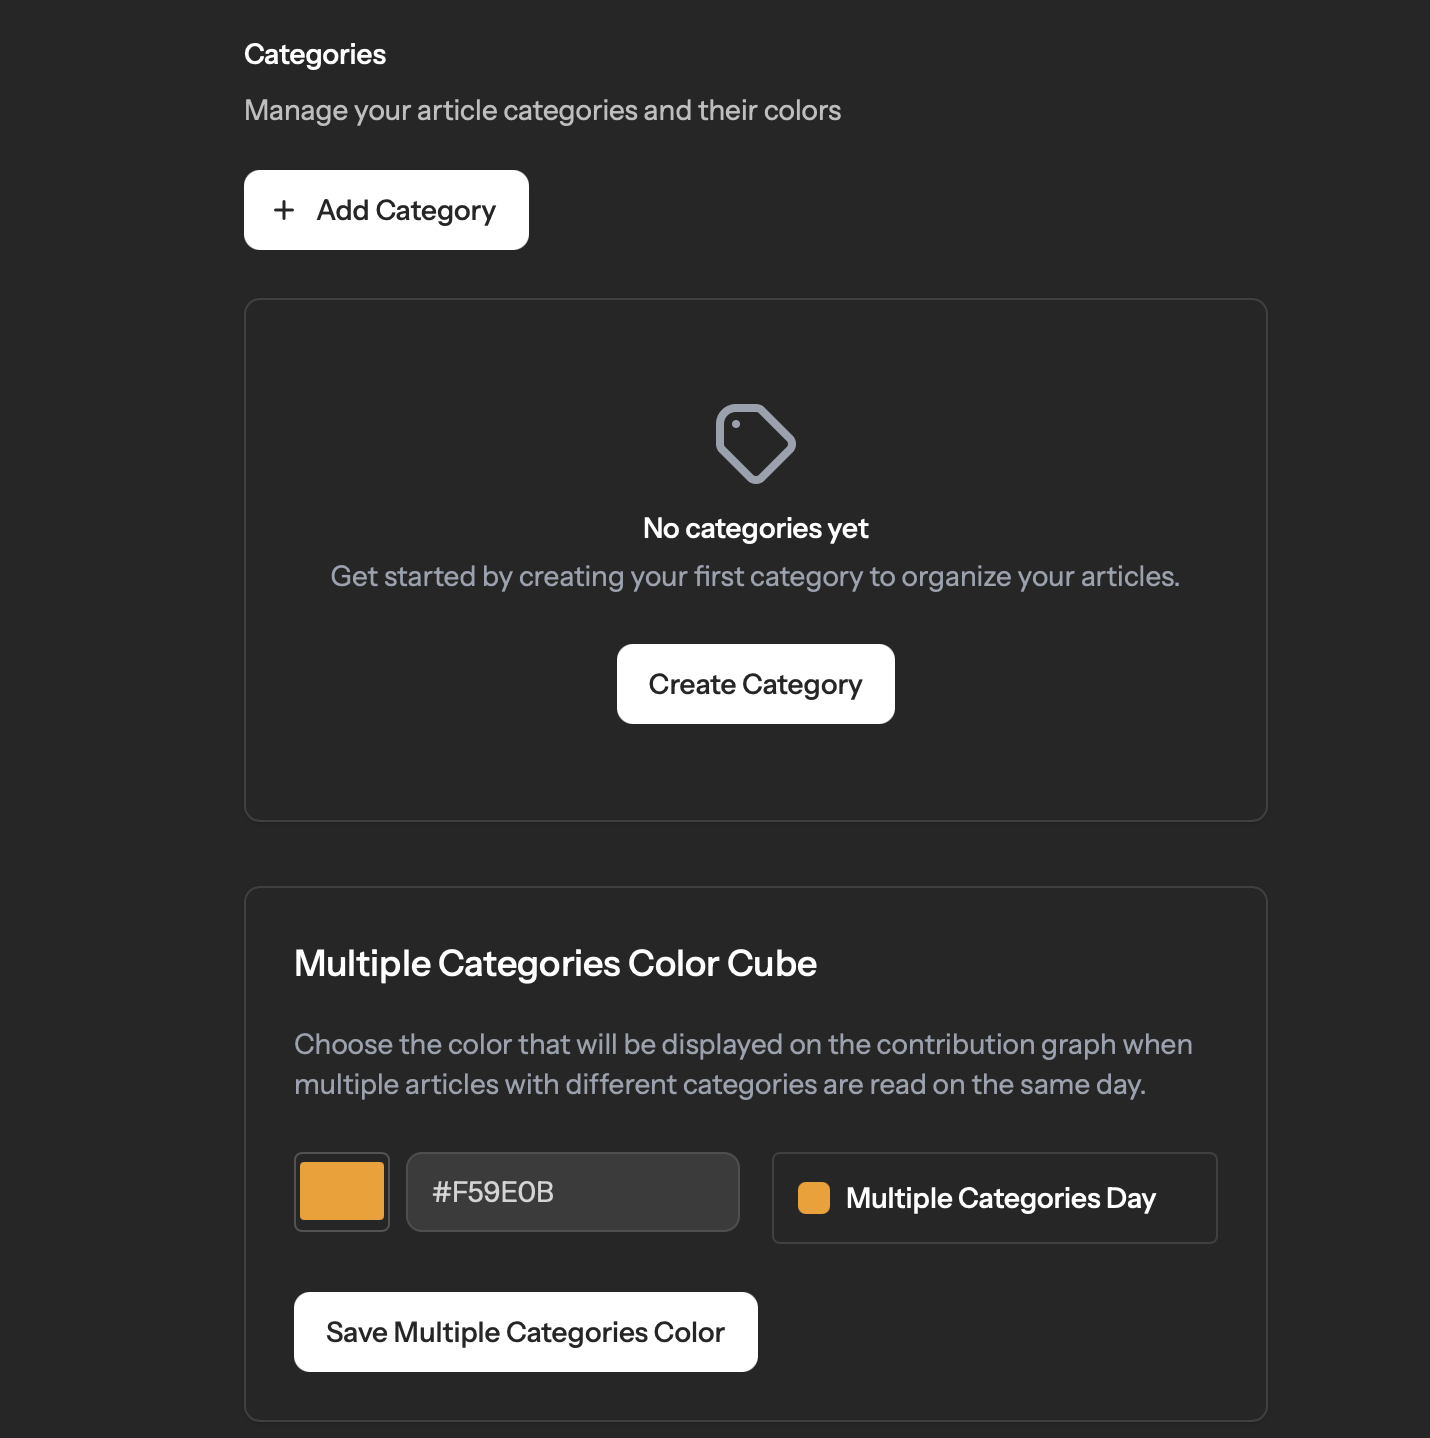 Categories
Manage your article categories and their colors
+ Add Category
No categories yet
Get started by creating your first category to organize your articles.
Create Category
Multiple Categories Color Cube
Choose the color that will be displayed on the contribution graph when
multiple articles with different categories are read on the same day.
#F59E0B
Multiple Categories Day
Save Multiple Categories Color